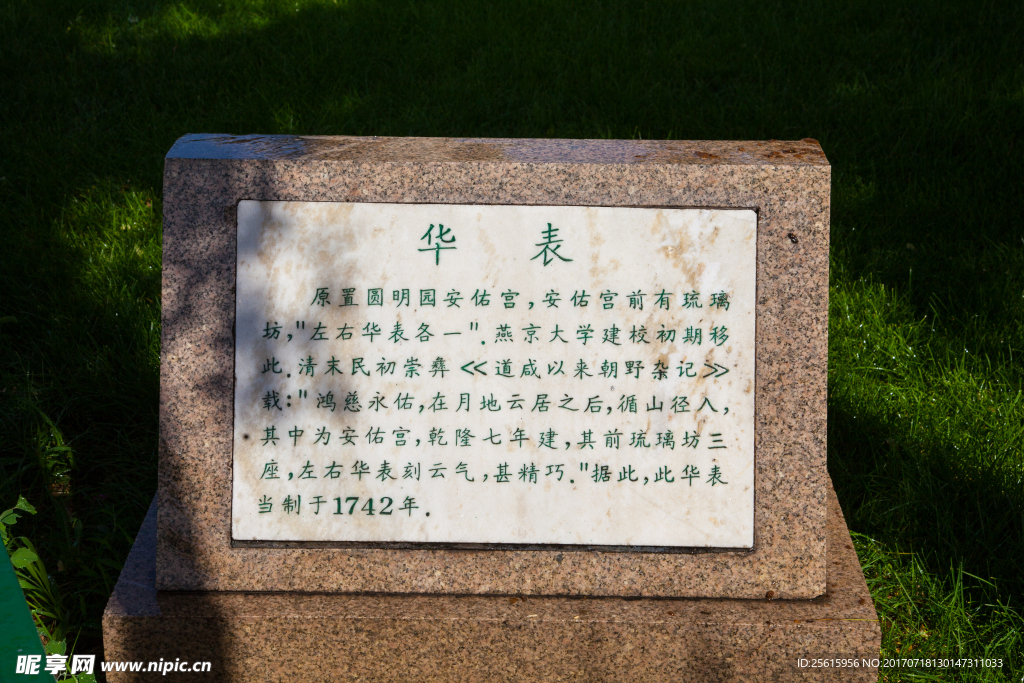 华表
原置圆明园安佑宫,安佑宫前有琉璃
坊,"左右华表各一".燕京大学建校初期移
此.清末民初崇彝≪道咸以来朝野杂记≫
载:"鸿慈永佑,在月地云居之后,循山径入,
其中为安佑宫,乾隆七年建,其前琉璃坊三
座,左右华表刻云气,甚精巧."据此,此华表
当制于1742年.
昵享网 www.nipic.cn
ID:25615956 NO:20170718130147311033